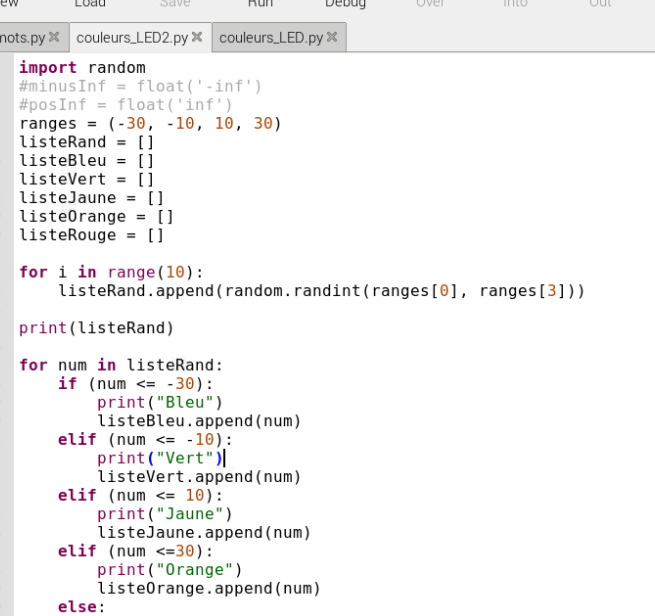 ew Load Save Run Debug Over Into Out
mots.py couleurs_LED2.py couleurs_LED.py
import random
#minusInf = float('-inf')
#posInf = float('inf')
ranges = (-30, -10, 10, 30)
listeRand = []
listeBleu = []
listeVert = []
listeJaune = []
listeOrange = []
listeRouge = []
for i in range(10):
    listeRand.append(random.randint(ranges[0], ranges[3]))
print(listeRand)
for num in listeRand:
    if (num <= -30):
        print("Bleu")
        listeBleu.append(num)
    elif (num <= -10):
        print("Vert")
        listeVert.append(num)
    elif (num <= 10):
        print("Jaune")
        listeJaune.append(num)
    elif (num <=30):
        print("Orange")
        listeOrange.append(num)
    else: